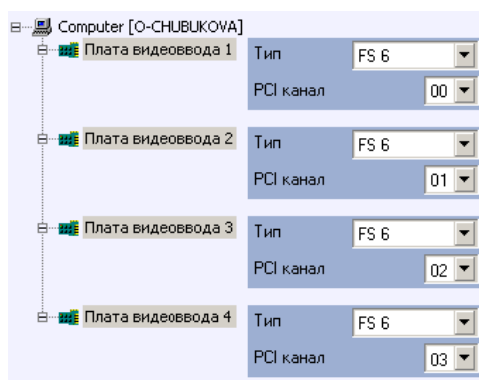 Computer [O-CHUBUKOVA]
Плата видеоввода 1 Тип FS 6
PCI канал 00
Плата видеоввода 2 Тип FS 6
PCI канал 01
Плата видеоввода 3 Тип FS 6
PCI канал 02
Плата видеоввода 4 Тип FS 6
PCI канал 03